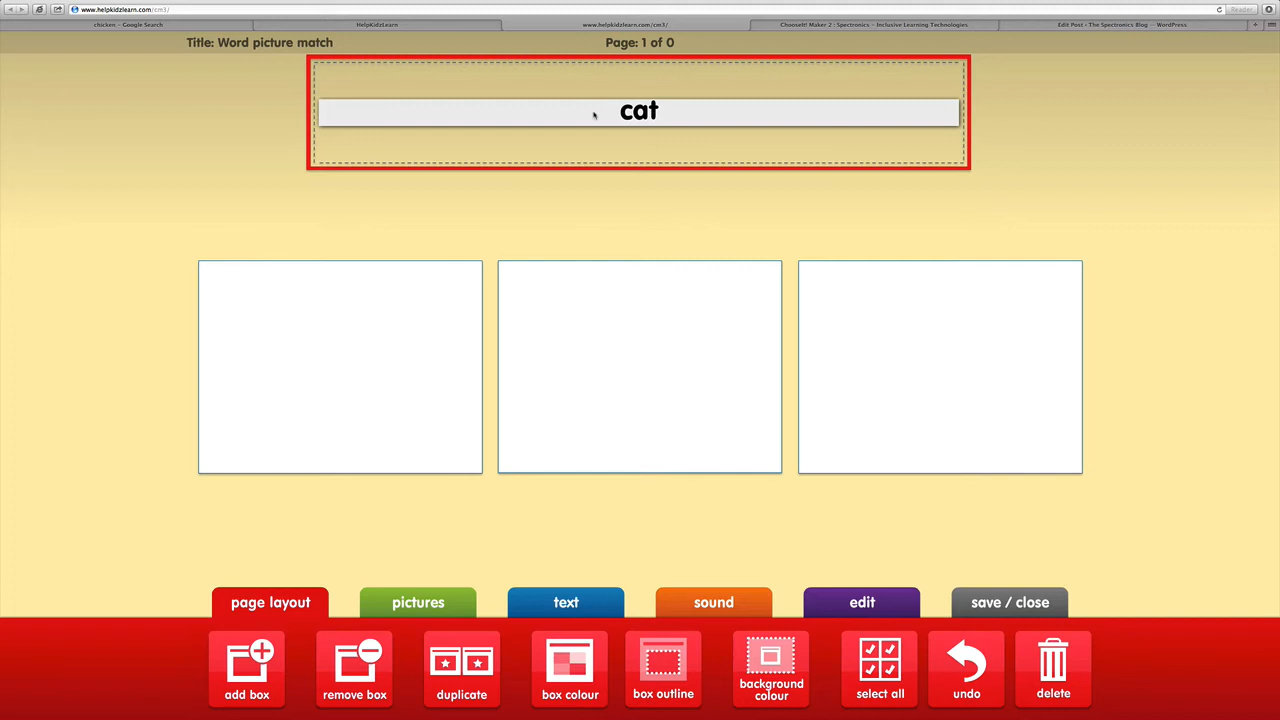 www.helpkidzlearn.com/cm3/
Reader
chicken – Google Search
HelpKidzLearn
www.helpkidzlearn.com/cm3/
ChooseIt! Maker 2 : Spectronics – Inclusive Learning Technologies
Edit Post ‹ The Spectronics Blog — WordPress
Title: Word picture match
Page: 1 of 0
cat
page layout
pictures
text
sound
edit
save / close
add box
remove box
duplicate
box colour
box outline
background
colour
select all
undo
delete